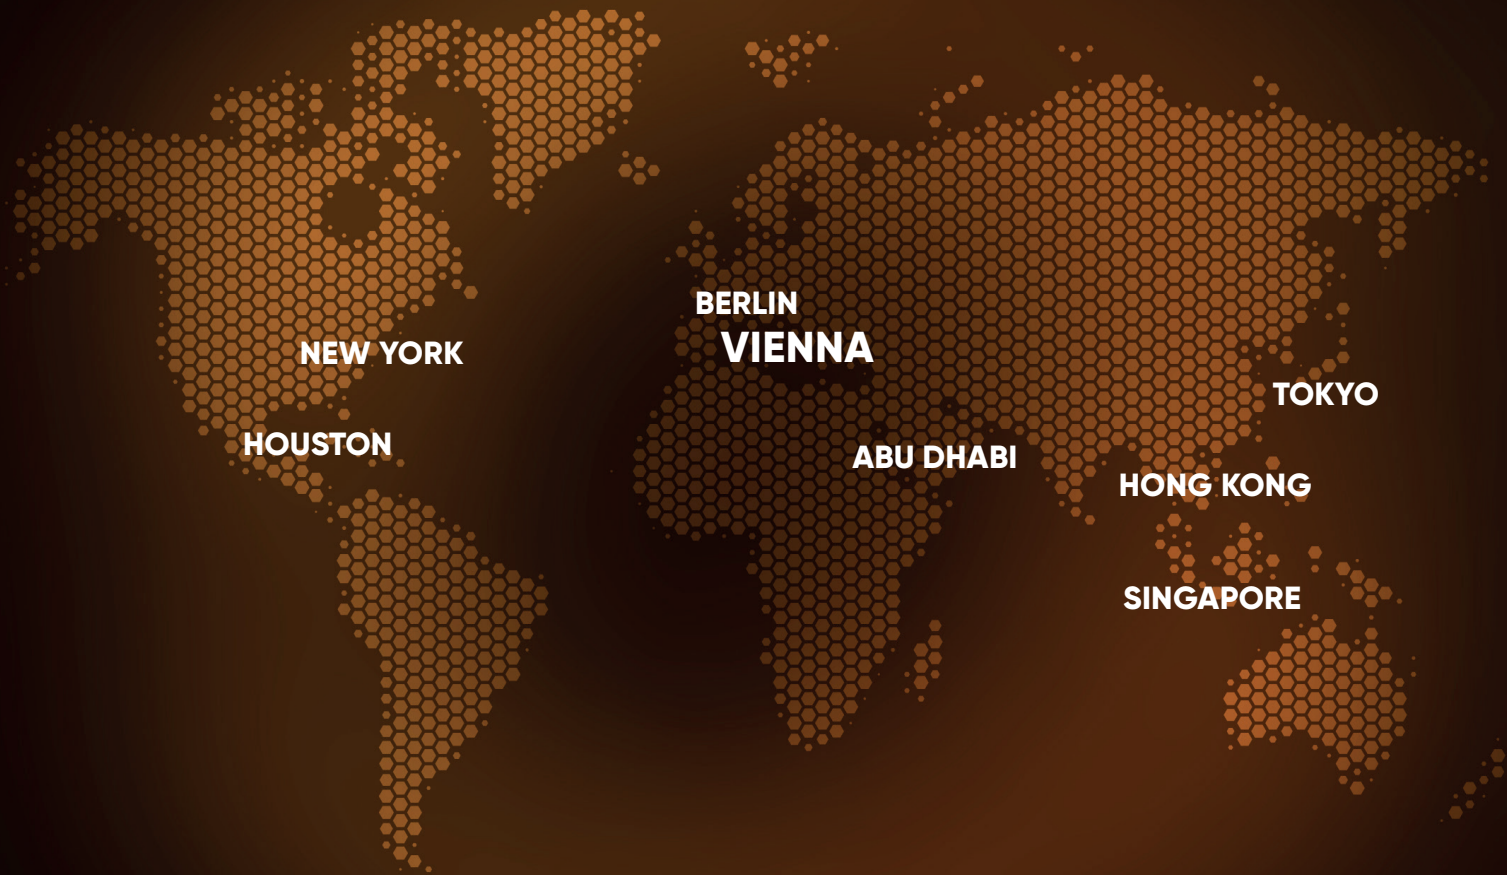 BERLIN
VIENNA
NEW YORK
TOKYO
HOUSTON
ABU DHABI
HONG KONG
SINGAPORE